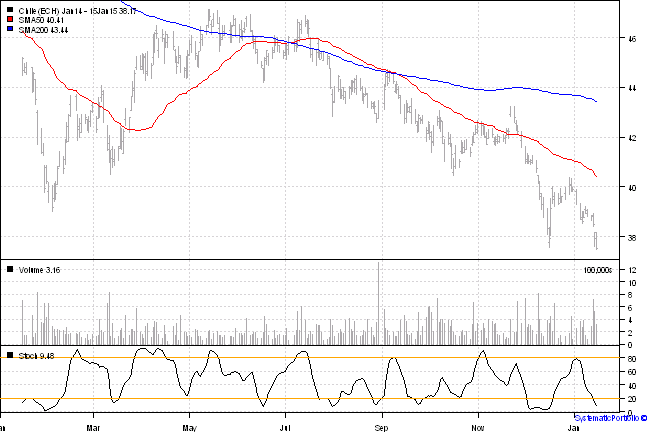 Chile (ECH) Jan14 - 15Jan15 38.17
SMA50 40.41
SMA200 43.44
46
44
42
40
38
Volume 3.16
100,000s
12
10
8
6
4
2
0
Stoch 9.48
80
60
40
20
0
an Mar May Jul Sep Nov Jan
SystematicPortfolio ©